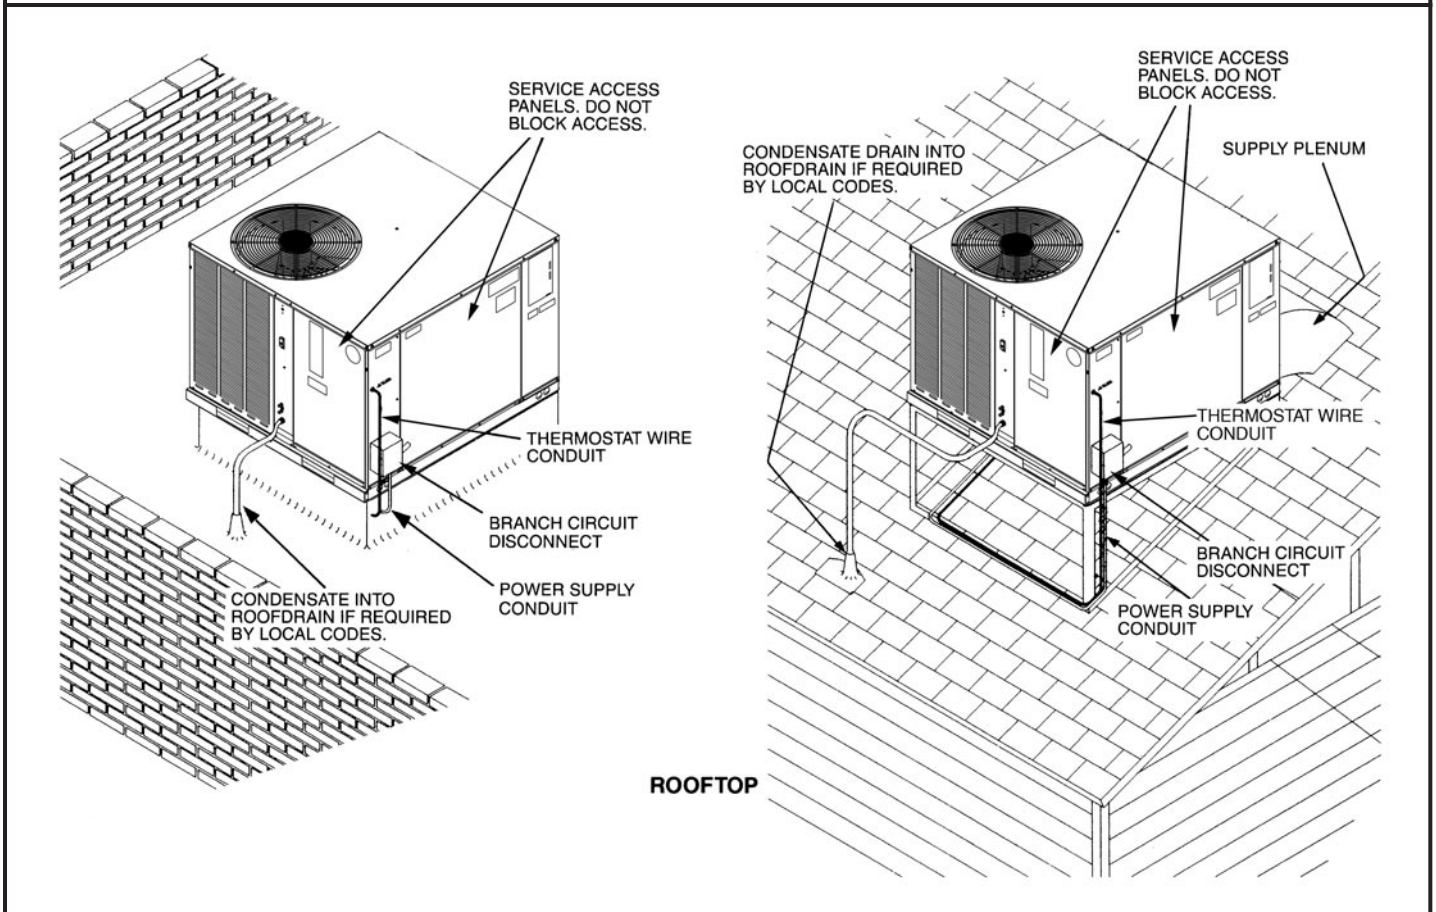 SERVICE ACCESS
PANELS. DO NOT
BLOCK ACCESS.
THERMOSTAT WIRE
CONDUIT
BRANCH CIRCUIT
DISCONNECT
POWER SUPPLY
CONDUIT
CONDENSATE INTO
ROOFDRAIN IF REQUIRED
BY LOCAL CODES.
SERVICE ACCESS
PANELS. DO NOT
BLOCK ACCESS.
CONDENSATE DRAIN INTO
ROOFDRAIN IF REQUIRED
BY LOCAL CODES.
SUPPLY PLENUM
THERMOSTAT WIRE
CONDUIT
BRANCH CIRCUIT
DISCONNECT
POWER SUPPLY
CONDUIT
ROOFTOP